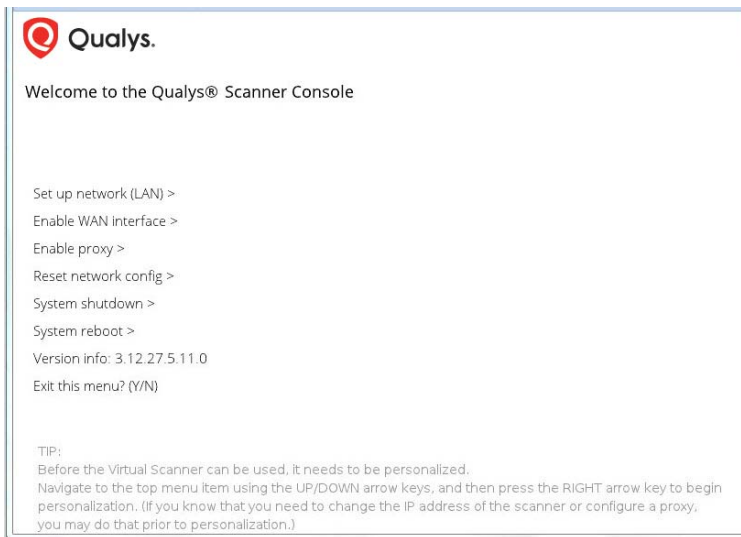 Qualys.
Welcome to the Qualys® Scanner Console
Set up network (LAN) >
Enable WAN interface >
Enable proxy >
Reset network config >
System shutdown >
System reboot >
Version info: 3.12.27.5.11.0
Exit this menu? (Y/N)
TIP:
Before the Virtual Scanner can be used, it needs to be personalized.
Navigate to the top menu item using the UP/DOWN arrow keys, and then press the RIGHT arrow key to begin
personalization. (If you know that you need to change the IP address of the scanner or configure a proxy,
you may do that prior to personalization.)